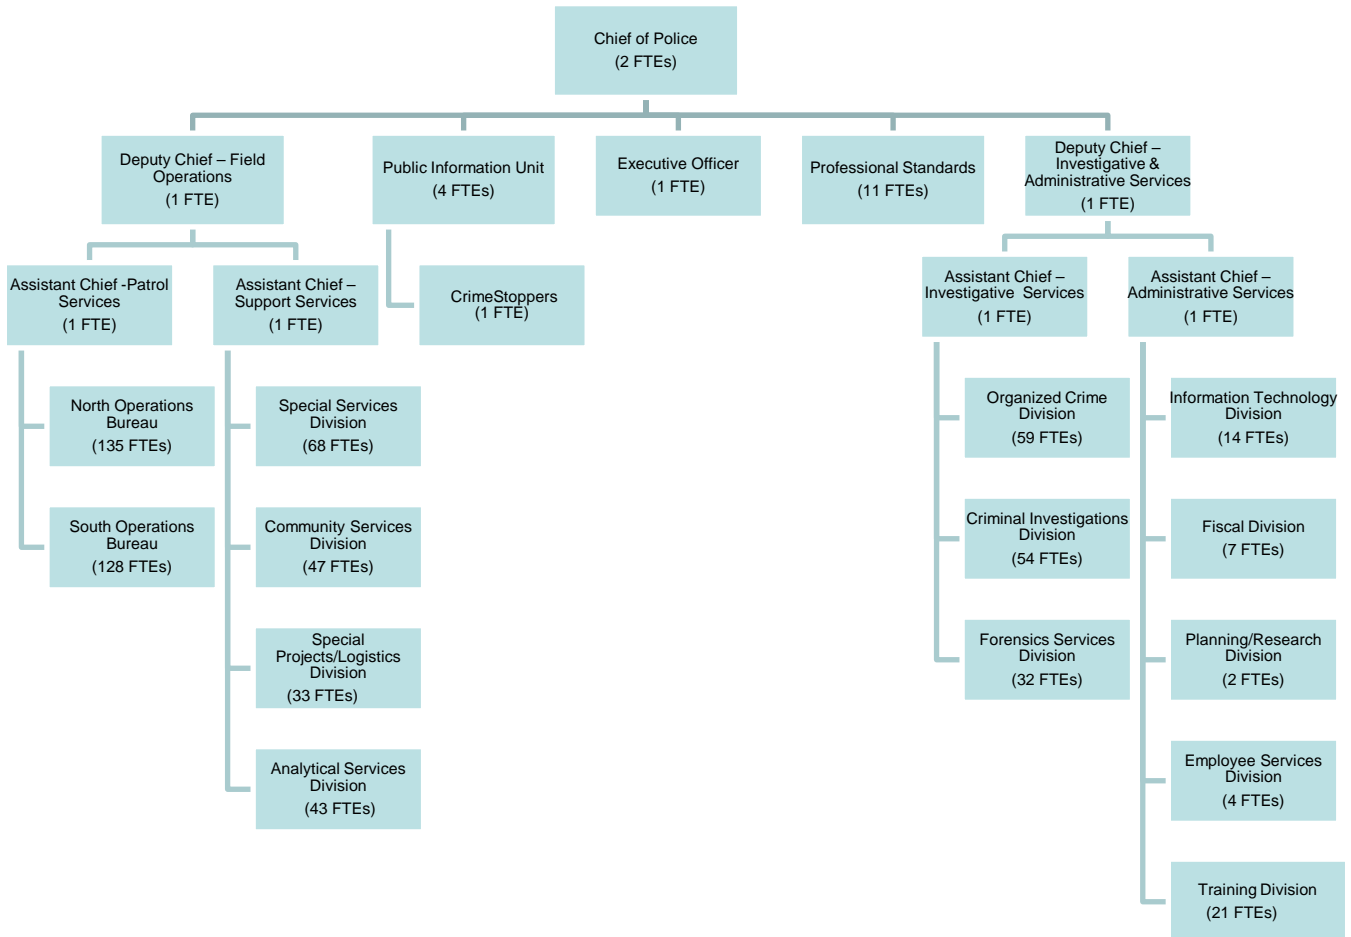 Chief of Police
(2 FTEs)
Deputy Chief – Field
Operations
(1 FTE)
Public Information Unit
(4 FTEs)
Executive Officer
(1 FTE)
Professional Standards
(11 FTEs)
Deputy Chief –
Investigative &
Administrative Services
(1 FTE)
Assistant Chief -Patrol
Services
(1 FTE)
Assistant Chief –
Support Services
(1 FTE)
CrimeStoppers
(1 FTE)
Assistant Chief –
Investigative Services
(1 FTE)
Assistant Chief –
Administrative Services
(1 FTE)
North Operations
Bureau
(135 FTEs)
Special Services
Division
(68 FTEs)
Organized Crime
Division
(59 FTEs)
Information Technology
Division
(14 FTEs)
South Operations
Bureau
(128 FTEs)
Community Services
Division
(47 FTEs)
Criminal Investigations
Division
(54 FTEs)
Fiscal Division
(7 FTEs)
Special
Projects/Logistics
Division
(33 FTEs)
Forensics Services
Division
(32 FTEs)
Planning/Research
Division
(2 FTEs)
Analytical Services
Division
(43 FTEs)
Employee Services
Division
(4 FTEs)
Training Division
(21 FTEs)